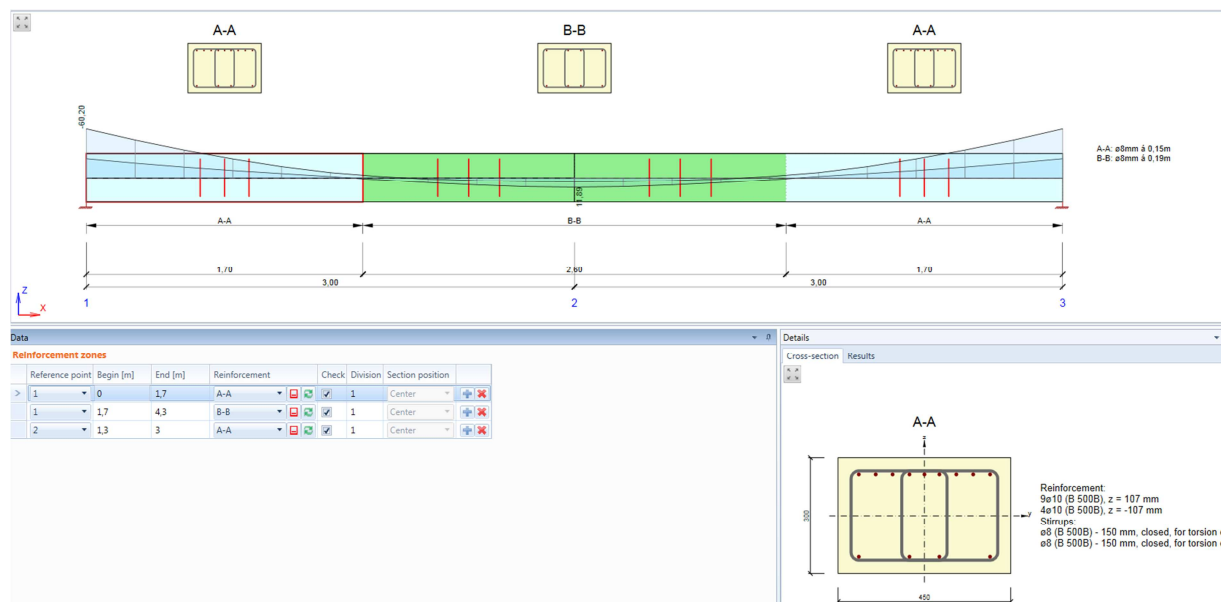 A-A
B-B
A-A
-60,20
11,89
A-A: ø8mm á 0,15m
B-B: ø8mm á 0,19m
A-A
B-B
A-A
1,70
2,60
1,70
3,00
3,00
Z
X
1
2
3
Data
Reinforcement zones
Reference point Begin [m] End [m] Reinforcement Check Division Section position
> 1 0 1,7 A-A 1 Center
1 1,7 4,3 B-B 1 Center
2 1,3 3 A-A 1 Center
Details
Cross-section Results
A-A
z
y
300
450
Reinforcement:
9ø10 (B 500B), z = 107 mm
4ø10 (B 500B), z = -107 mm
Stirrups:
ø8 (B 500B) - 150 mm, closed, for torsion
ø8 (B 500B) - 150 mm, closed, for torsion